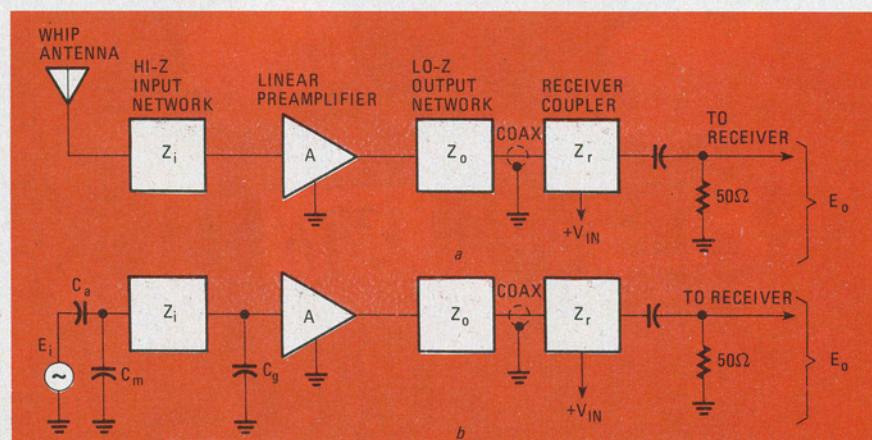 WHIP
ANTENNA
HI-Z
INPUT
NETWORK
LINEAR
PREAMPLIFIER
LO-Z
OUTPUT
NETWORK
RECEIVER
COUPLER
TO
RECEIVER
COAX
Zi
A
Zo
Zr
50Ω
Eo
+VIN
a
Ca
COAX
TO RECEIVER
Zi
A
Zo
Zr
Ei
Cm
Cg
50Ω
Eo
+VIN
b